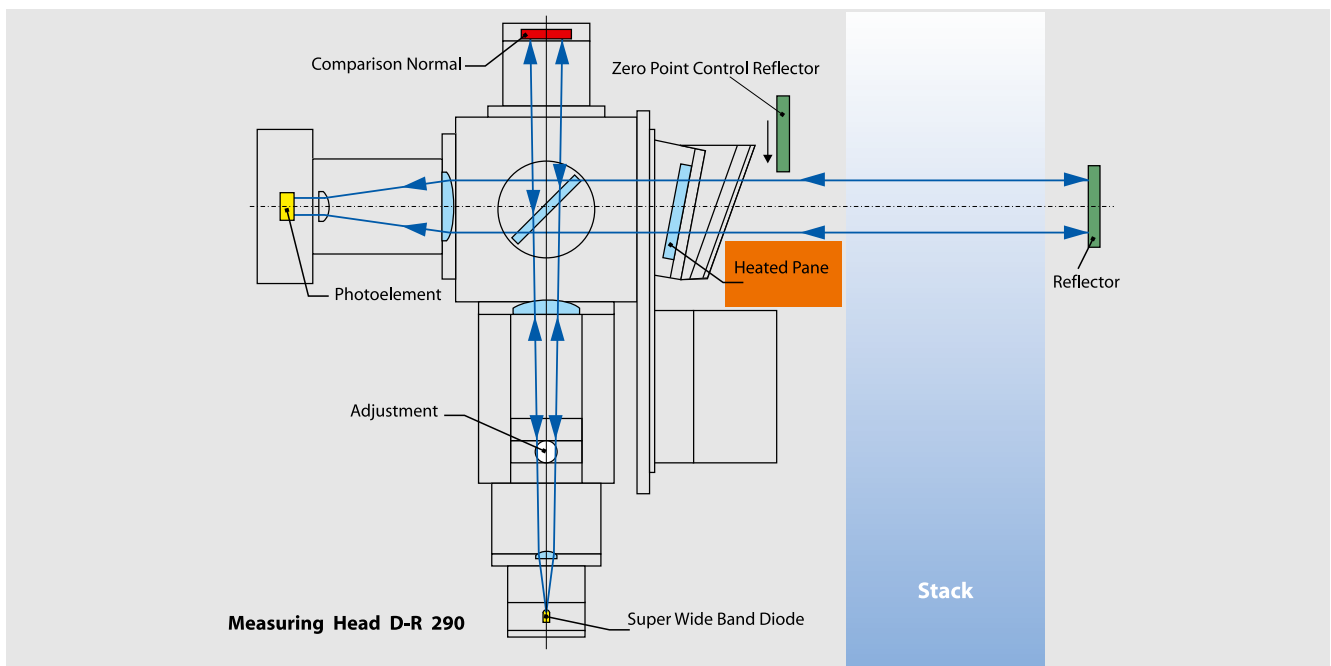 Comparison Normal
Zero Point Control Reflector
Heated Pane
Reflector
Photoelement
Adjustment
Stack
Super Wide Band Diode
Measuring Head D-R 290